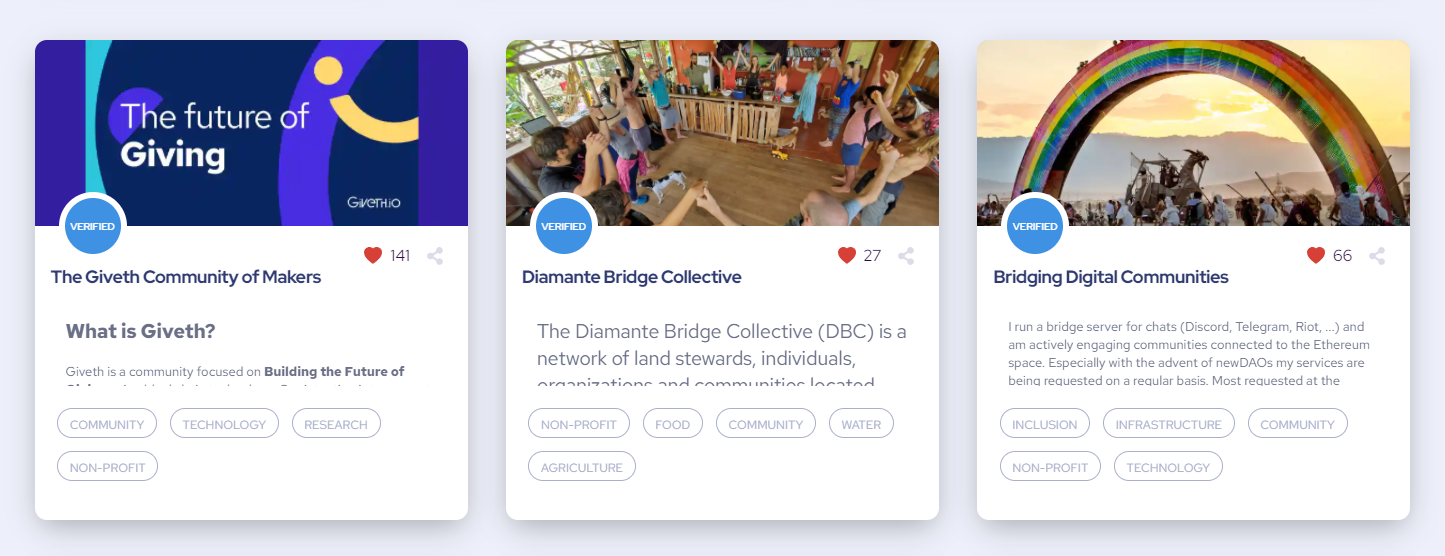 The future of
Giving
GIVETH.IO
VERIFIED
141
The Giveth Community of Makers
What is Giveth?
Giveth is a community focused on Building the Future of
COMMUNITY
TECHNOLOGY
RESEARCH
NON-PROFIT
VERIFIED
27
Diamante Bridge Collective
The Diamante Bridge Collective (DBC) is a
network of land stewards, individuals,
organizations and communities located
NON-PROFIT
FOOD
COMMUNITY
WATER
AGRICULTURE
VERIFIED
66
Bridging Digital Communities
I run a bridge server for chats (Discord, Telegram, Riot, ...) and
am actively engaging communities connected to the Ethereum
space. Especially with the advent of newDAOs my services are
being requested on a regular basis. Most requested at the
INCLUSION
INFRASTRUCTURE
COMMUNITY
NON-PROFIT
TECHNOLOGY